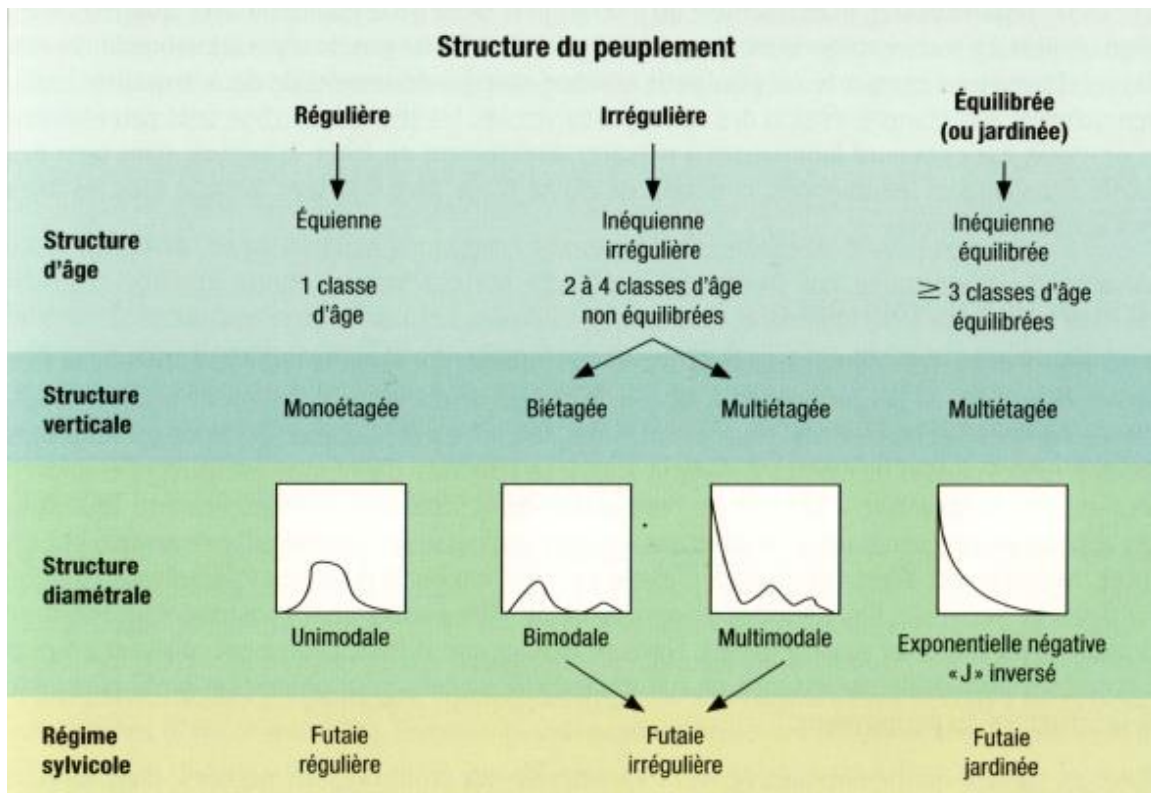 Structure du peuplement
Régulière
Irrégulière
Équilibrée
(ou jardinée)
Structure
d'âge
Équienne
1 classe
d'âge
Inéquienne
irrégulière
2 à 4 classes d'âge
non équilibrées
Inéquienne
équilibrée
≥ 3 classes d'âge
équilibrées
Structure
verticale
Monoétagée
Biétagée
Multiétagée
Multiétagée
Structure
diamétrale
Unimodale
Bimodale
Multimodale
Exponentielle négative
«J» inversé
Régime
sylvicole
Futaie
régulière
Futaie
irrégulière
Futaie
jardinée